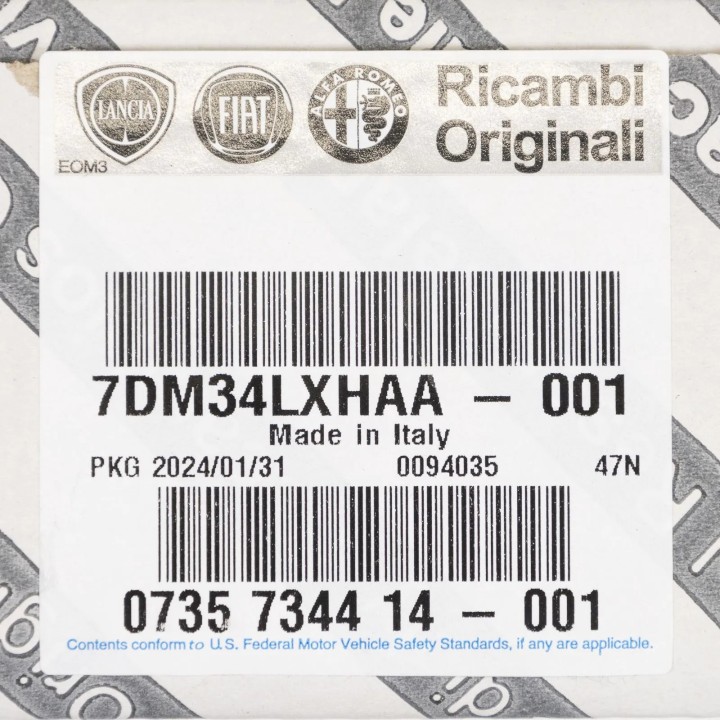 LANCIA FIAT ALFA ROMEO Ricambi
Originali
EOM3
7DM34LXHAA – 001
Made in Italy
PKG 2024/01/31 0094035 47N
0735 7344 14 – 001
Contents conform to U.S. Federal Motor Vehicle Safety Standards, if any are applicable.